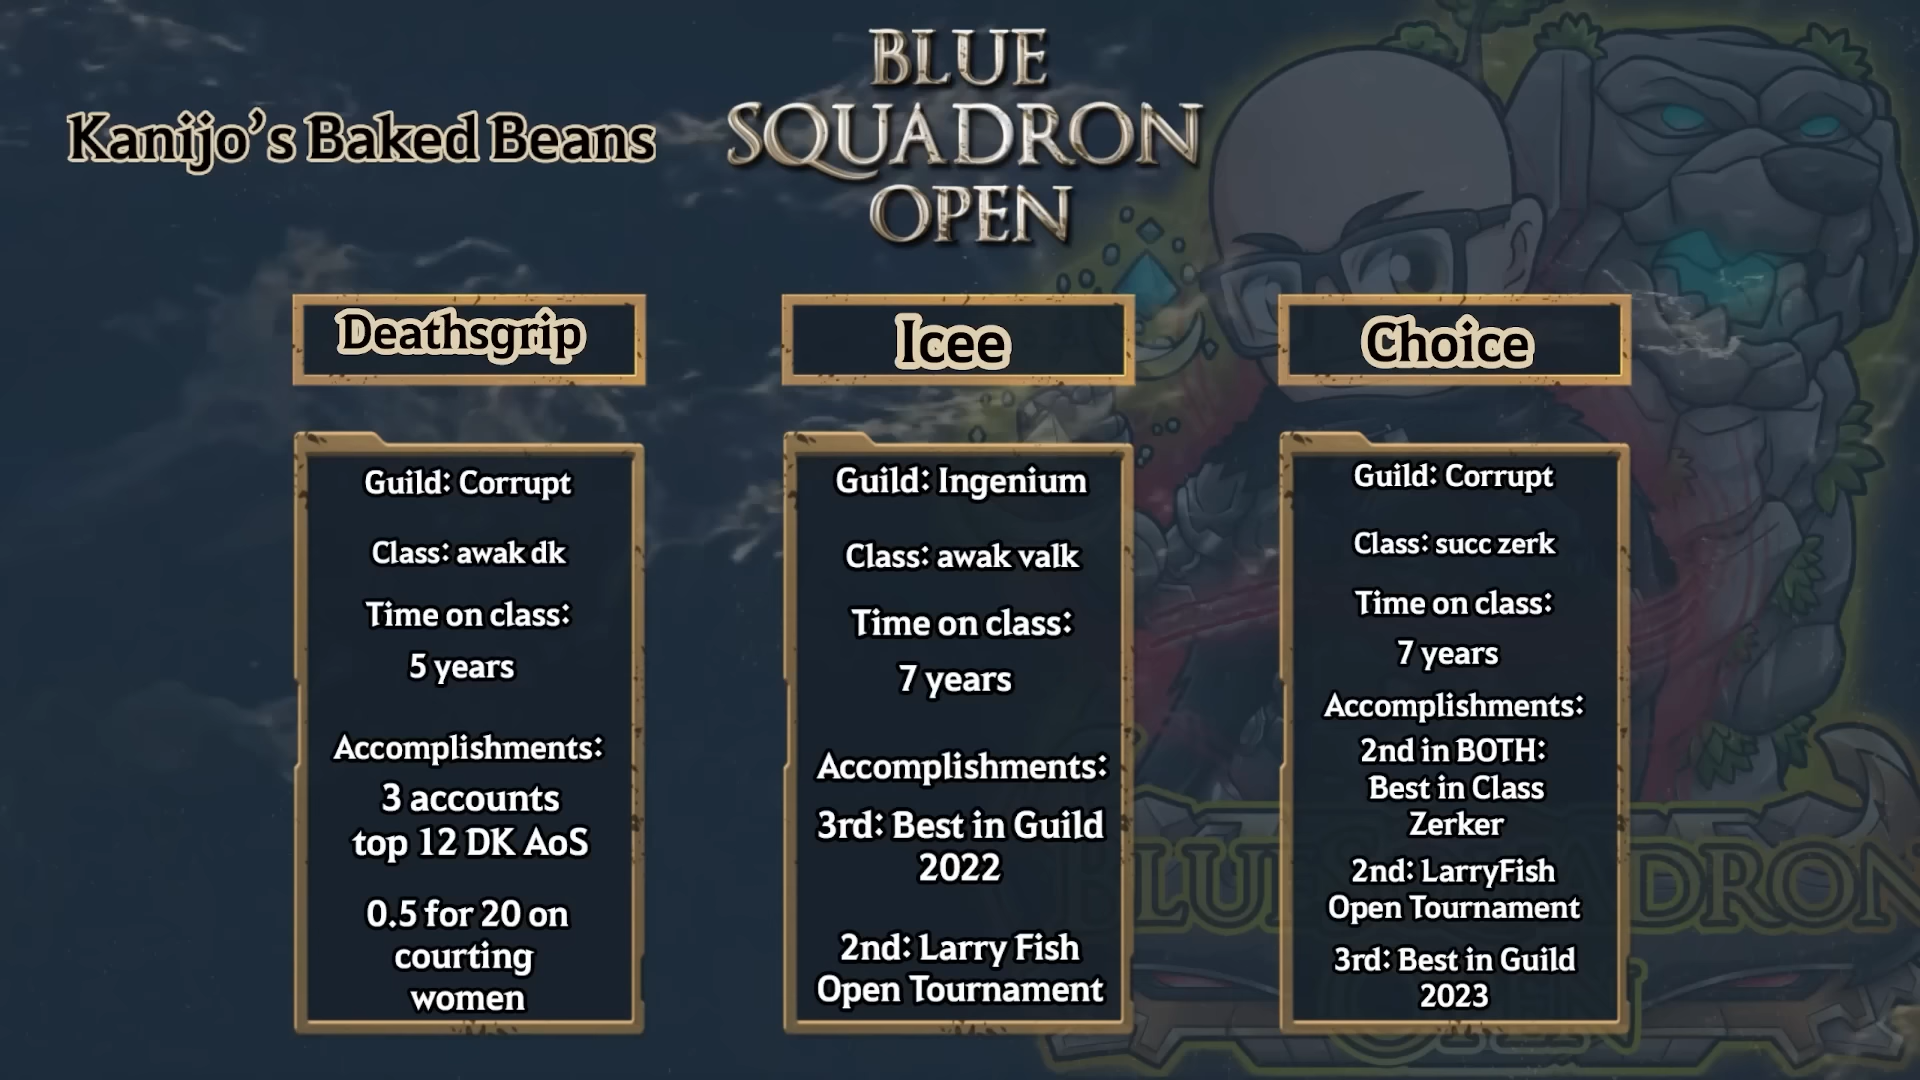 Kanijo's Baked Beans
BLUE
SQUADRON
OPEN
Deathsgrip
Guild: Corrupt
Class: awak dk
Time on class:
5 years
Accomplishments:
3 accounts
top 12 DK AoS
0.5 for 20 on
courting
women
Icee
Guild: Ingenium
Class: awak valk
Time on class:
7 years
Accomplishments:
3rd: Best in Guild
2022
2nd: Larry Fish
Open Tournament
Choice
Guild: Corrupt
Class: succ zerk
Time on class:
7 years
Accomplishments:
2nd in BOTH:
Best in Class
Zerker
2nd: LarryFish
Open Tournament
3rd: Best in Guild
2023
BLUE SQUADRON
OPEN